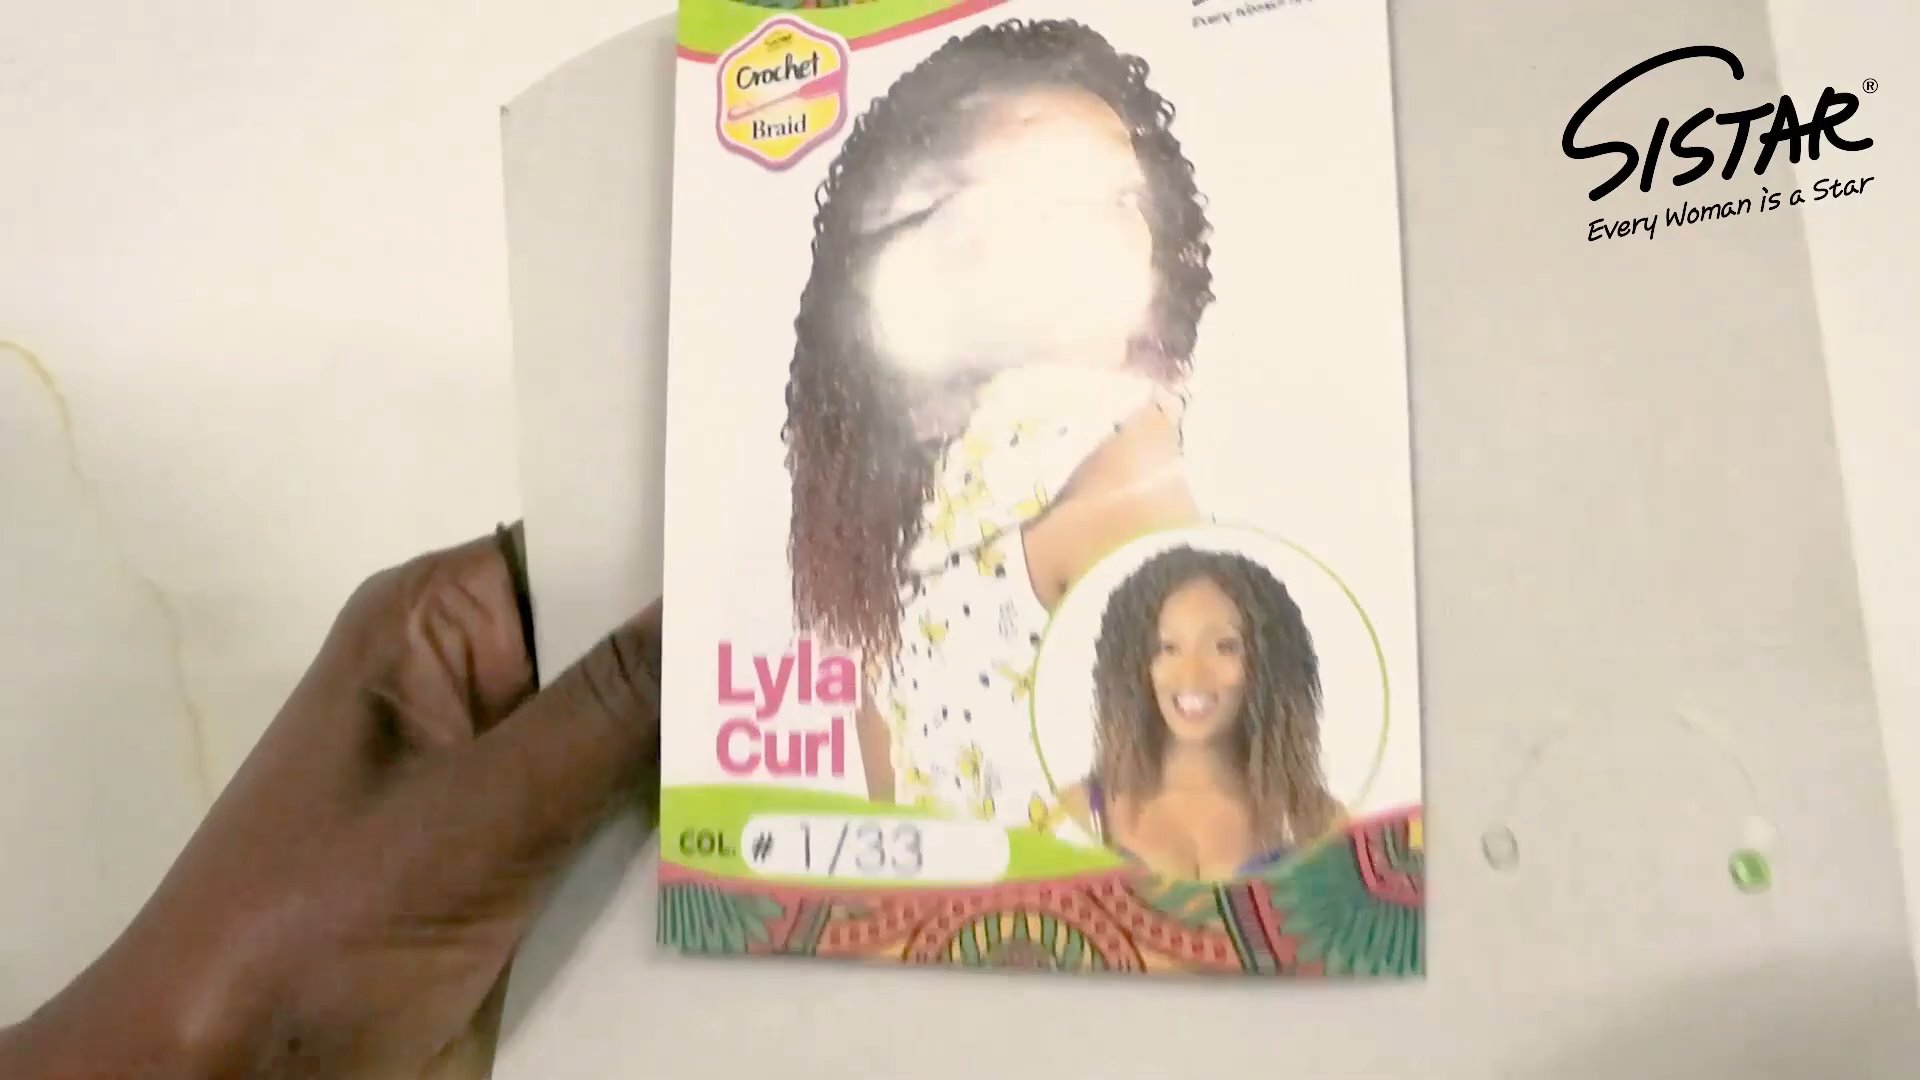 Crochet
Braid
SISTAR®
Every Woman is a Star
Lyla
Curl
COL. # 1/33